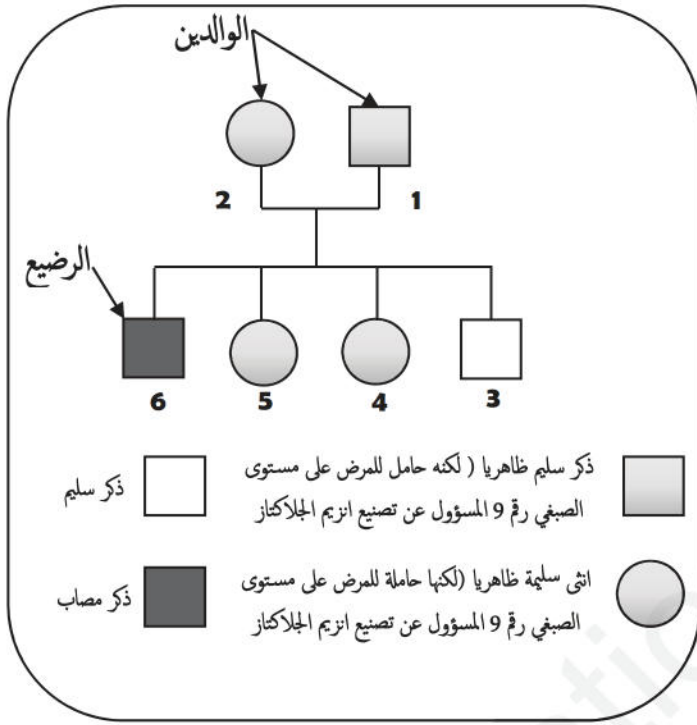 الوالدين
2
1
الرضيع
6
5
4
3
ذكر سليم ظاهريا ( لكنه حامل للمرض على مستوى
الصبغي رقم 9 المسؤول عن تصنيع انزيم الجلاكتاز
ذكر سليم
انثى سليمة ظاهريا (لكنها حاملة للمرض على مستوى
الصبغي رقم 9 المسؤول عن تصنيع انزيم الجلاكتاز
ذكر مصاب